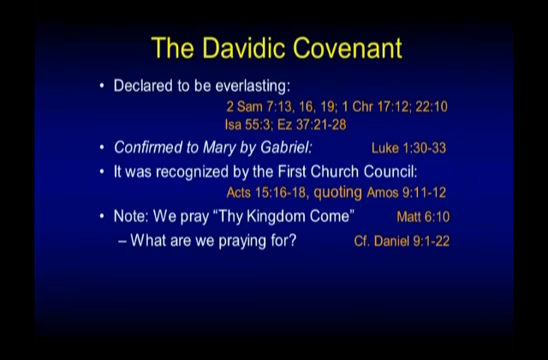 The Davidic Covenant
• Declared to be everlasting:
2 Sam 7:13, 16, 19; 1 Chr 17:12; 22:10
Isa 55:3; Ez 37:21-28
• Confirmed to Mary by Gabriel: Luke 1:30-33
• It was recognized by the First Church Council:
Acts 15:16-18, quoting Amos 9:11-12
• Note: We pray “Thy Kingdom Come” Matt 6:10
– What are we praying for? Cf. Daniel 9:1-22